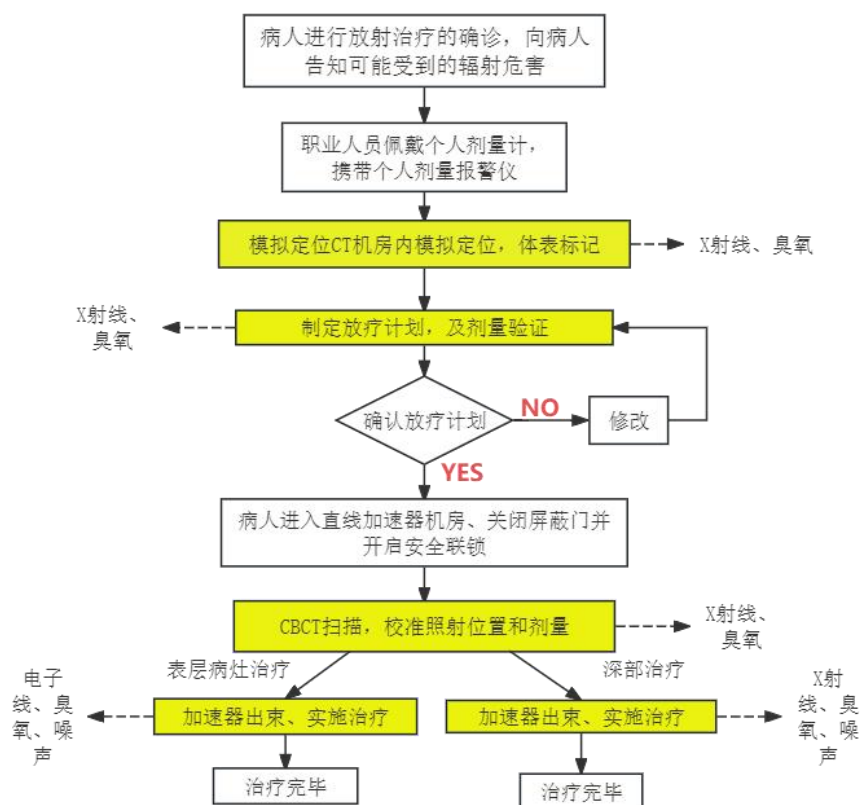 病人进行放射治疗的确诊，向病人
告知可能受到的辐射危害
职业人员佩戴个人剂量计，
携带个人剂量报警仪
模拟定位CT机房内模拟定位，体表标记
X射线、臭氧
X射线、
臭氧
制定放疗计划，及剂量验证
确认放疗计划
NO
修改
YES
病人进入直线加速器机房、关闭屏蔽门并
开启安全联锁
CBCT扫描，校准照射位置和剂量
X射线、
臭氧
表层病灶治疗
深部治疗
电子
线、臭
氧、噪
声
加速器出束、实施治疗
加速器出束、实施治疗
X射
线、臭
氧、噪
声
治疗完毕
治疗完毕